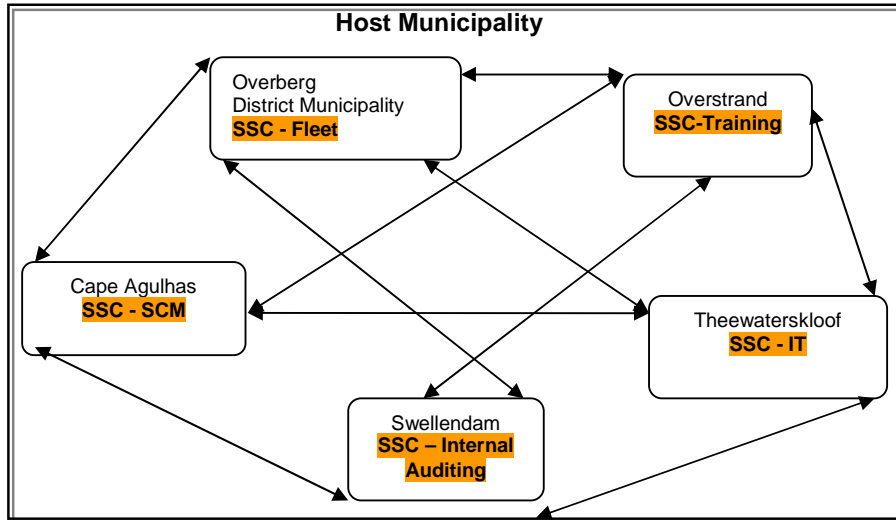 Host Municipality
Overberg
District Municipality
SSC - Fleet
Overstrand
SSC-Training
Cape Agulhas
SSC - SCM
Theewaterskloof
SSC - IT
Swellendam
SSC – Internal
Auditing